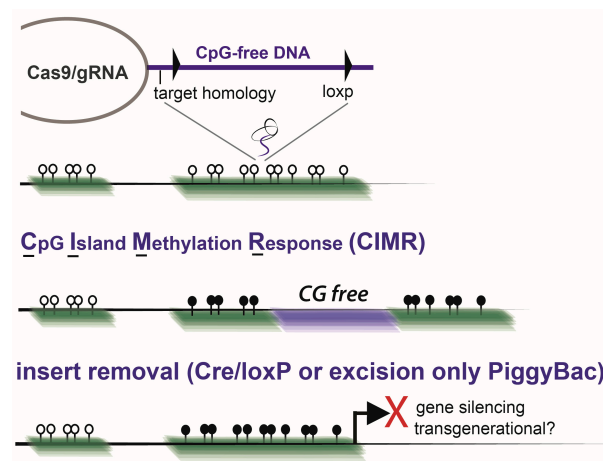 CpG-free DNA
Cas9/gRNA
target homology
loxp
CpG Island Methylation Response (CIMR)
CG free
insert removal (Cre/loxP or excision only PiggyBac)
X gene silencing
transgenerational?